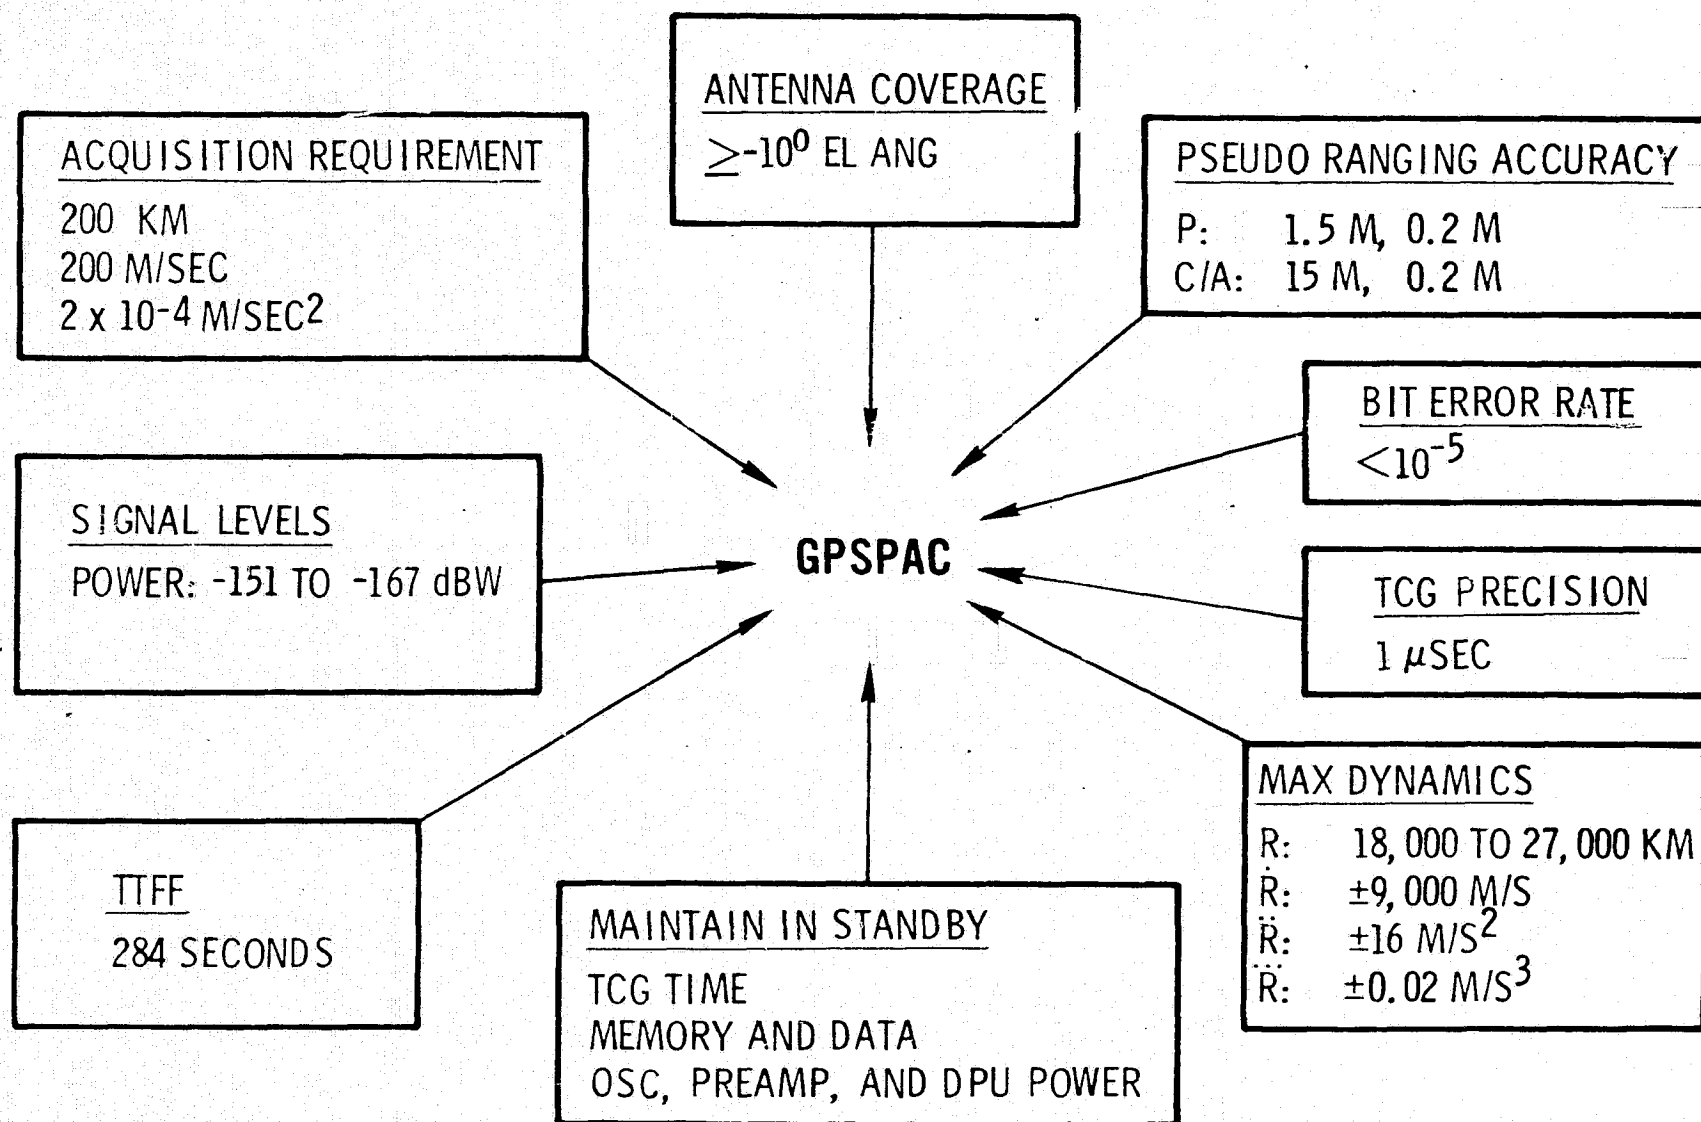 ANTENNA COVERAGE
≥-10⁰ EL ANG
ACQUISITION REQUIREMENT
200 KM
200 M/SEC
2 x 10⁻⁴ M/SEC²
PSEUDO RANGING ACCURACY
P: 1.5 M, 0.2 M
C/A: 15 M, 0.2 M
BIT ERROR RATE
<10⁻⁵
SIGNAL LEVELS
POWER: -151 TO -167 dBW
GPSPAC
TCG PRECISION
1 μSEC
MAX DYNAMICS
R: 18,000 TO 27,000 KM
Ṙ: ±9,000 M/S
R̈: ±16 M/S²
R⃛: ±0.02 M/S³
TTFF
284 SECONDS
MAINTAIN IN STANDBY
TCG TIME
MEMORY AND DATA
OSC, PREAMP, AND DPU POWER